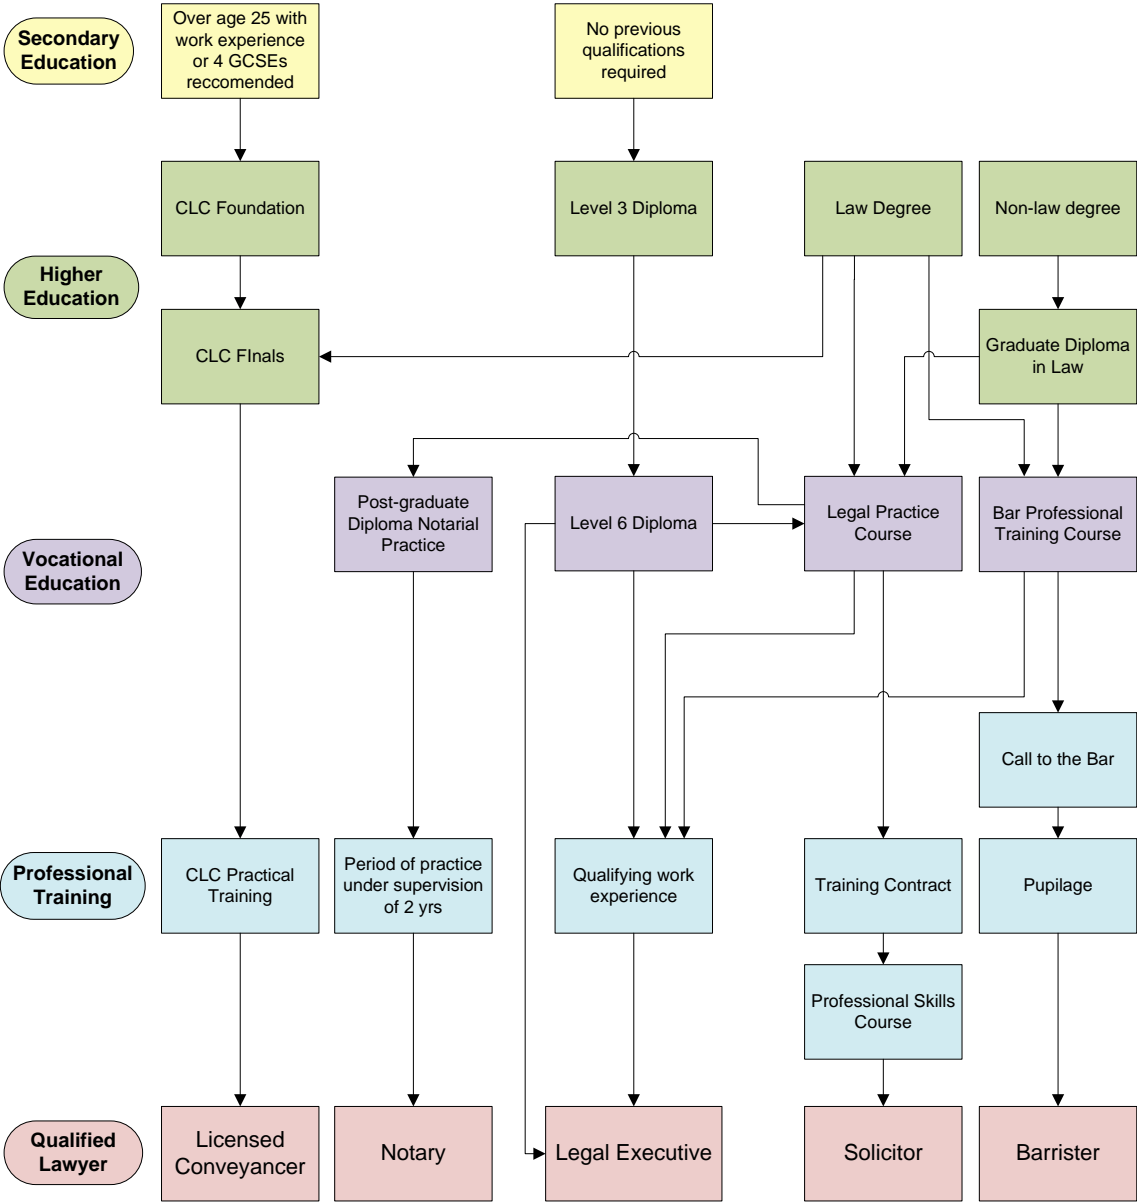 Secondary
Education
Over age 25 with
work experience
or 4 GCSEs
reccomended
No previous
qualifications
required
CLC Foundation
Level 3 Diploma
Law Degree
Non-law degree
Higher
Education
CLC FInals
Graduate Diploma
in Law
Vocational
Education
Post-graduate
Diploma Notarial
Practice
Level 6 Diploma
Legal Practice
Course
Bar Professional
Training Course
Call to the Bar
Professional
Training
CLC Practical
Training
Period of practice
under supervision
of 2 yrs
Qualifying work
experience
Training Contract
Pupilage
Professional Skills
Course
Qualified
Lawyer
Licensed
Conveyancer
Notary
Legal Executive
Solicitor
Barrister